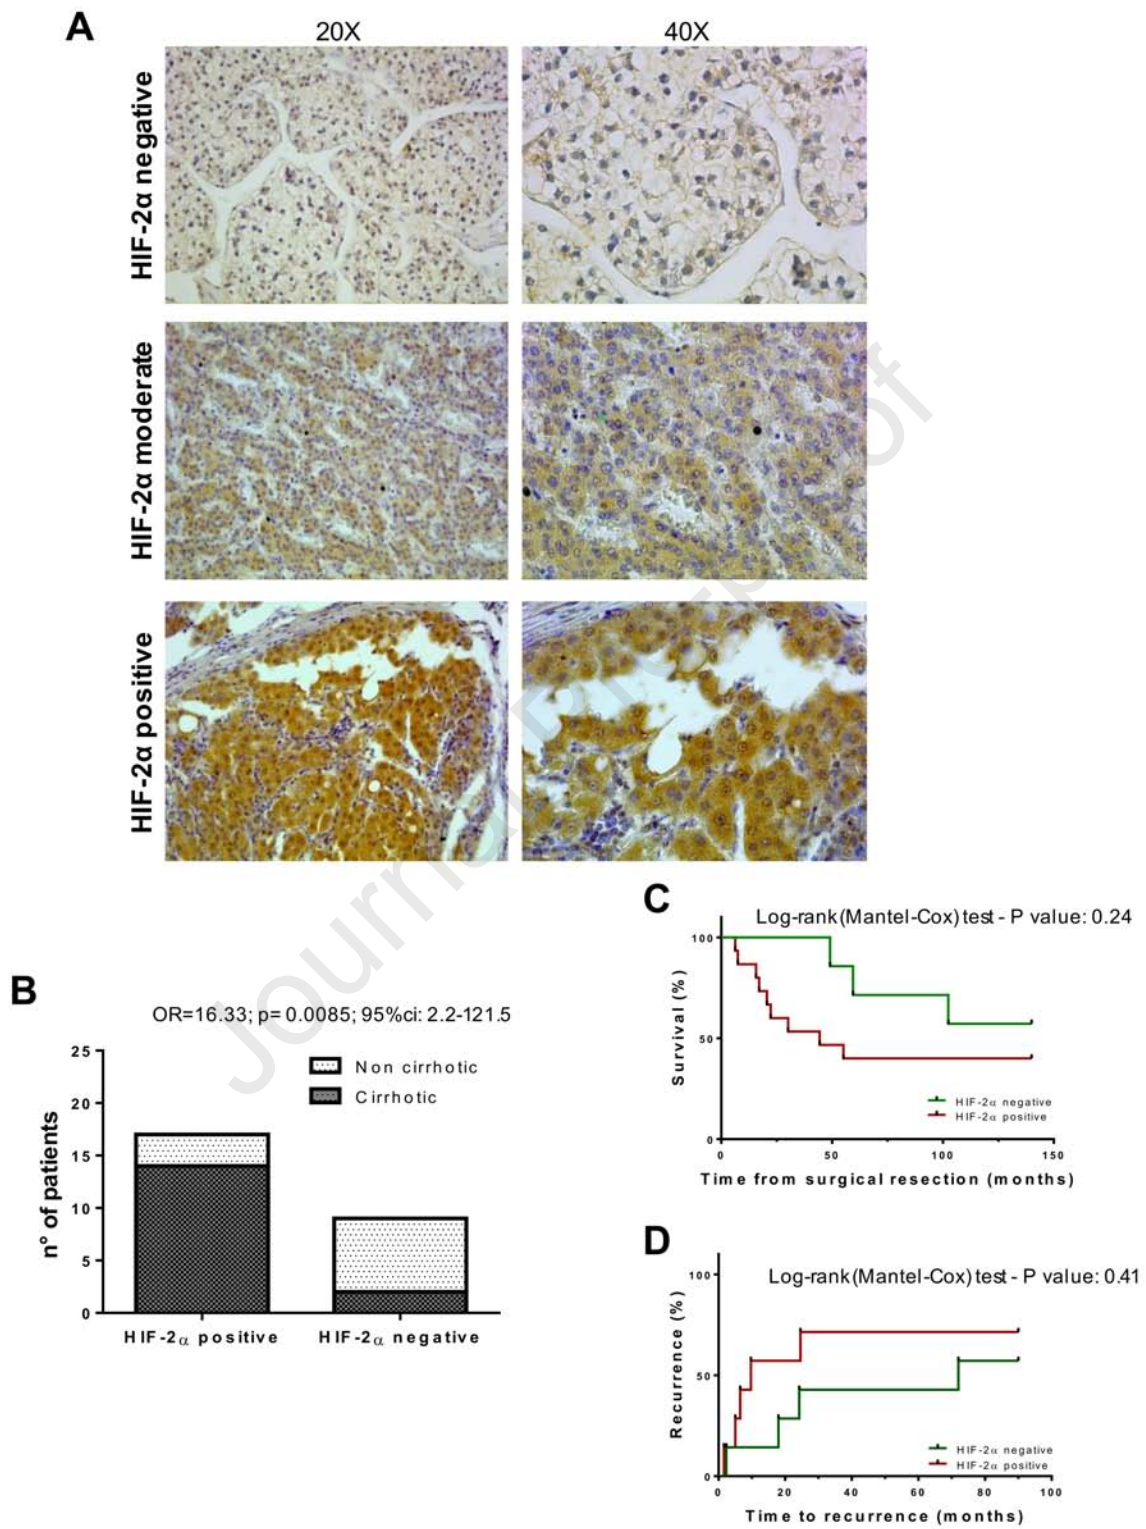 A
20X
40X
HIF-2α negative
HIF-2α moderate
HIF-2α positive
Journal Pre-proof
B
OR=16.33; p= 0.0085; 95%ci: 2.2-121.5
Non cirrhotic
Cirrhotic
n° of patients
25
20
15
10
5
0
HIF-2α positive
HIF-2α negative
C
Log-rank (Mantel-Cox) test - P value: 0.24
Survival (%)
100
50
0
HIF-2α negative
HIF-2α positive
0
50
100
150
Time from surgical resection (months)
D
Log-rank (Mantel-Cox) test - P value: 0.41
Recurrence (%)
100
50
0
HIF-2α negative
HIF-2α positive
0
20
40
60
80
100
Time to recurrence (months)